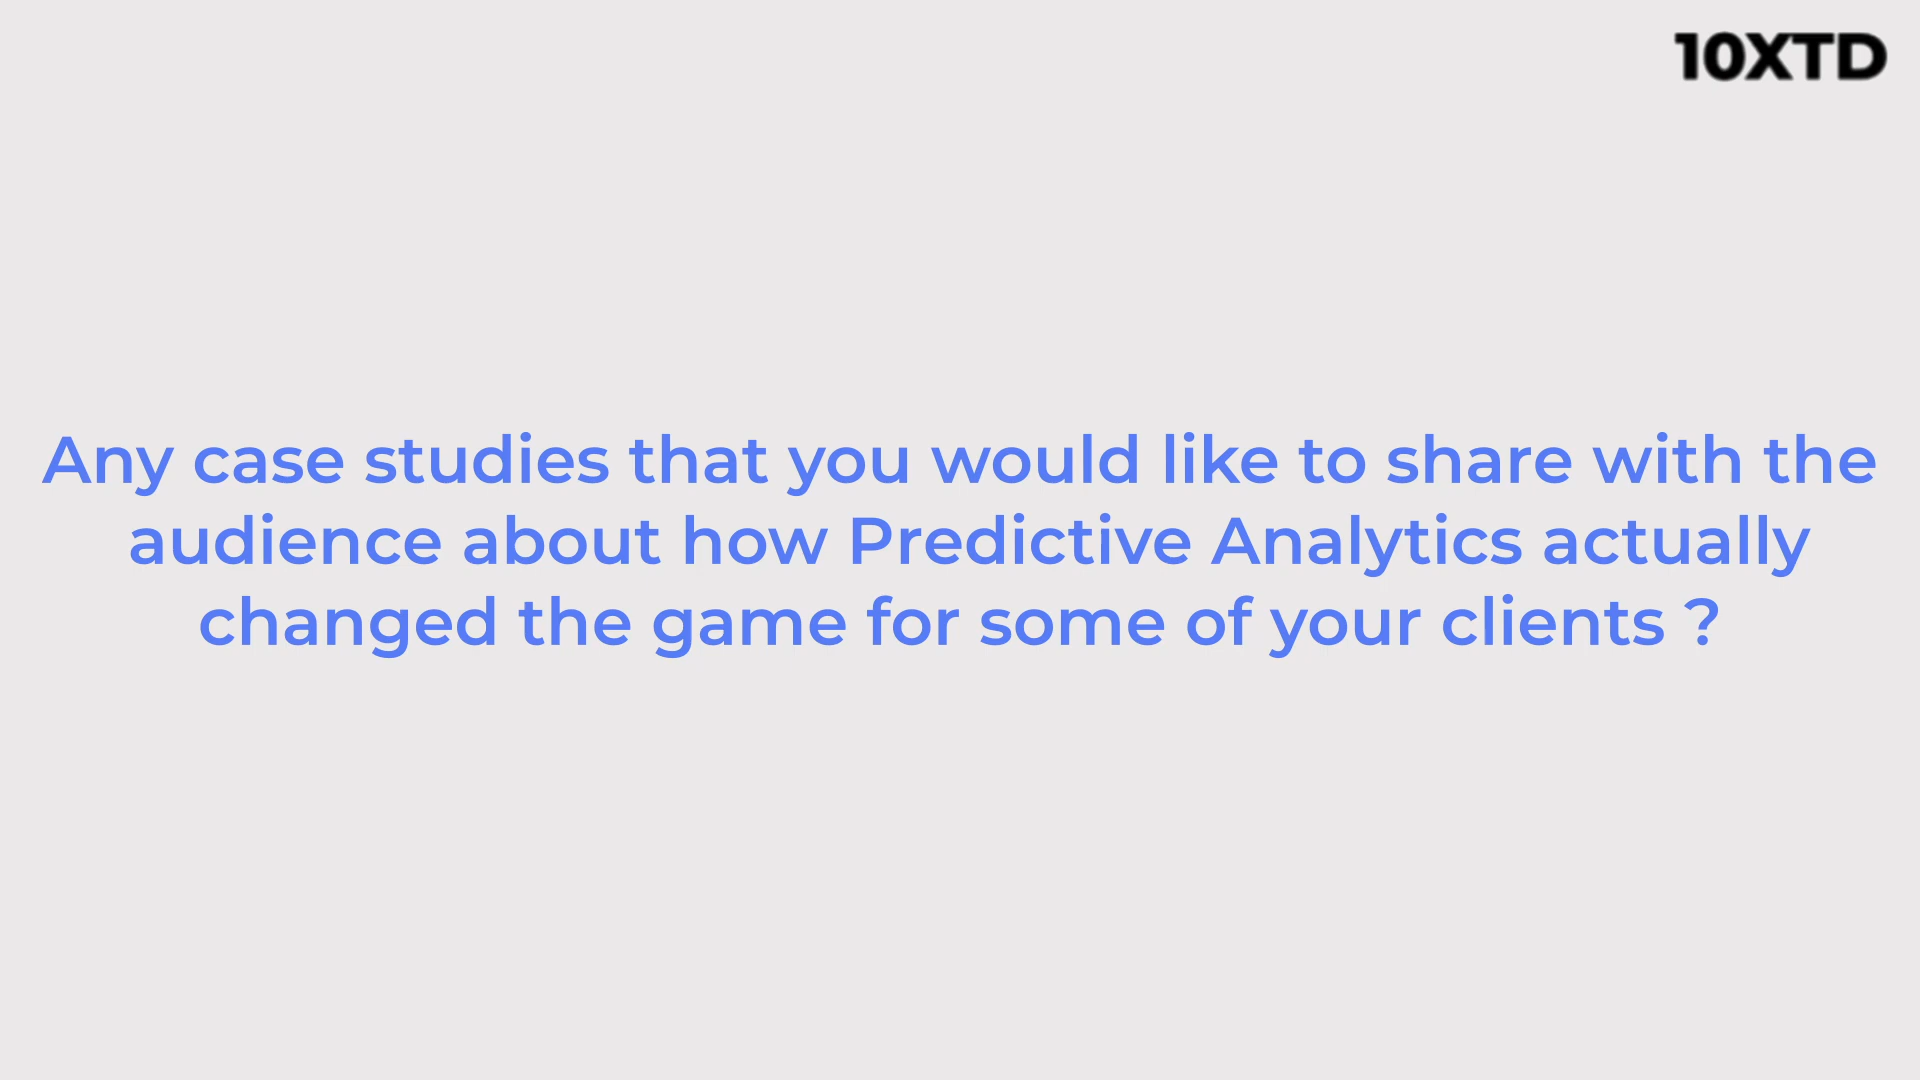 10XTD
Any case studies that you would like to share with the
audience about how Predictive Analytics actually
changed the game for some of your clients ?